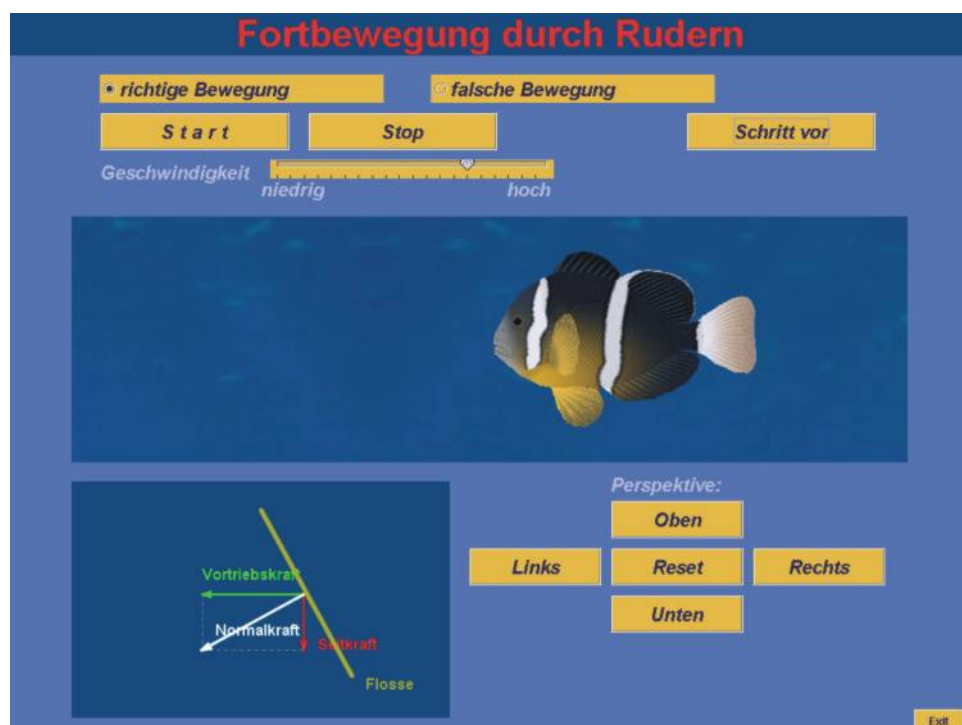 Fortbewegung durch Rudern
richtige Bewegung falsche Bewegung
Start Stop Schritt vor
Geschwindigkeit
niedrig hoch
Perspektive:
Oben
Links Reset Rechts
Unten
Vortriebskraft
Normalkraft Seitkraft
Flosse
Exit